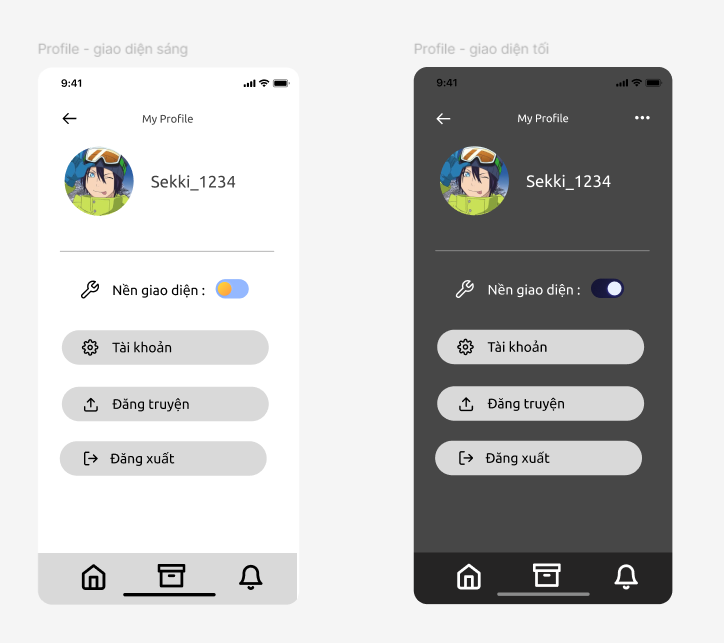 Profile - giao diện sáng
9:41
My Profile
Sekki_1234
Nền giao diện :
Tài khoản
Đăng truyện
Đăng xuất
Profile - giao diện tối
9:41
My Profile
Sekki_1234
Nền giao diện :
Tài khoản
Đăng truyện
Đăng xuất